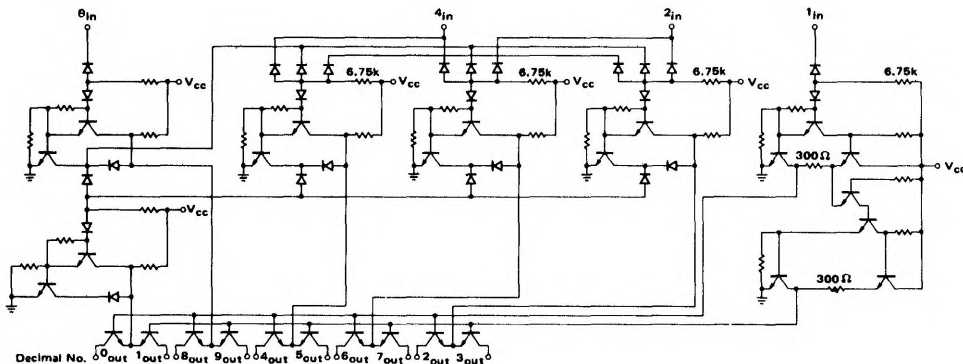 8in 4in 2in 1in
6.75k 6.75k 6.75k 6.75k
Vcc Vcc Vcc Vcc
300Ω Vcc
Vcc
300Ω
Decimal No. 0out 1out 8out 9out 4out 5out 6out 7out 2out 3out